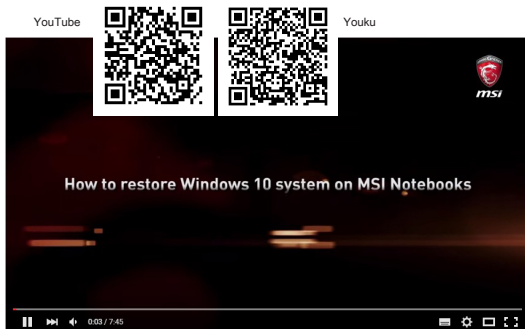 YouTube
Youku
msi
How to restore Windows 10 system on MSI Notebooks
0:03 / 7:45